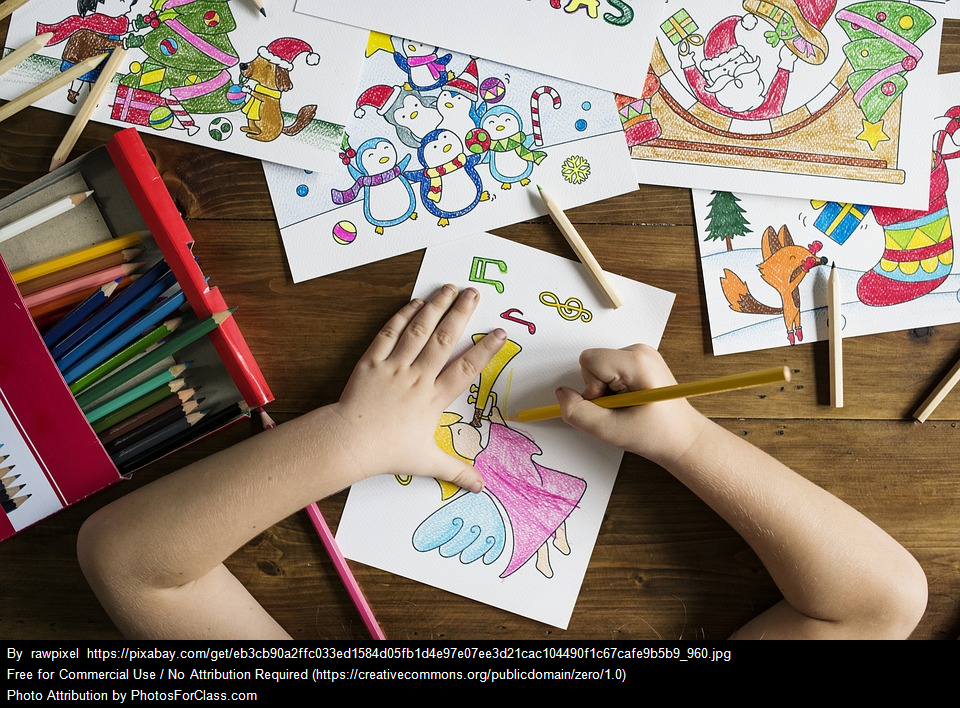 AS
By rawpixel https://pixabay.com/get/eb3cb90a2ffc033ed1584d05fb1d4e97e07ee3d21cac104490f1c67cafe9b5b9_960.jpg
Free for Commercial Use / No Attribution Required (https://creativecommons.org/publicdomain/zero/1.0)
Photo Attribution by PhotosForClass.com